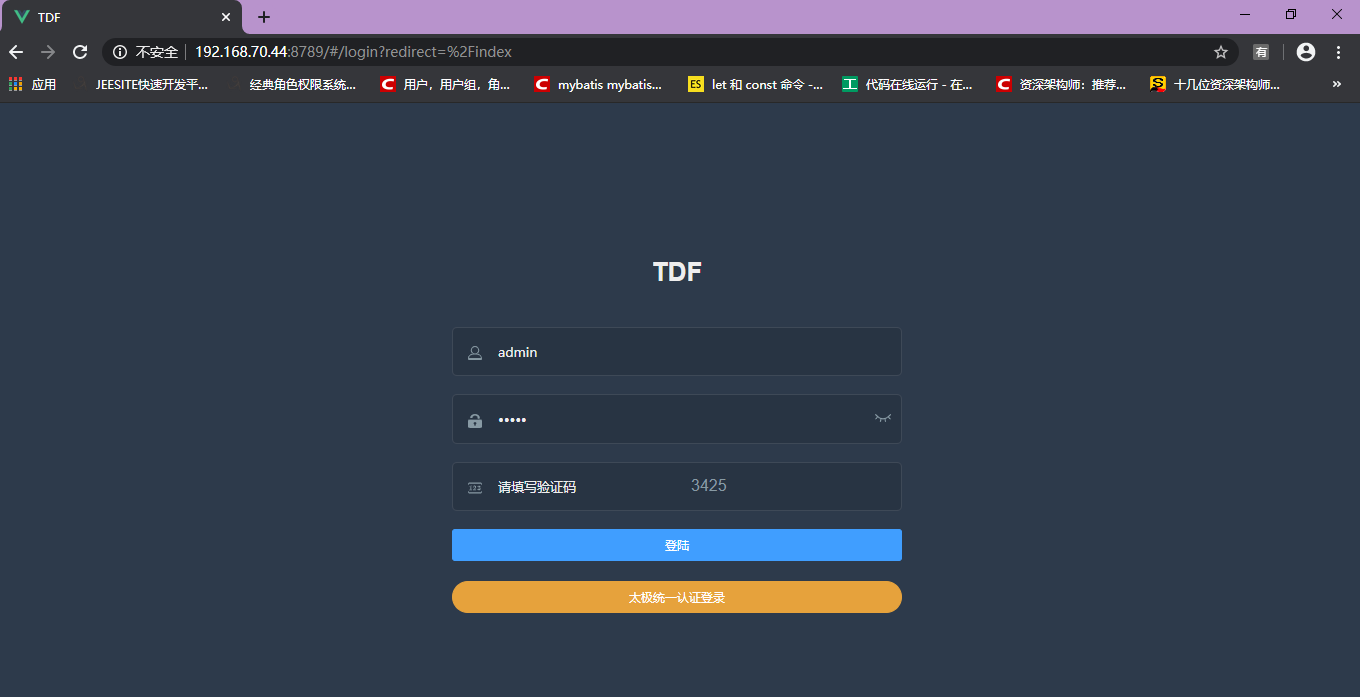 TDF
不安全 192.168.70.44:8789/#/login?redirect=%2Findex
有
应用 JEESITE快速开发平... 经典角色权限系统... 用户，用户组，角... mybatis mybatis... ES let 和 const 命令 -... 工 代码在线运行 - 在... 资深架构师：推荐... 十几位资深架构师... »
TDF
admin
•••••
123 请填写验证码 3425
登陆
太极统一认证登录